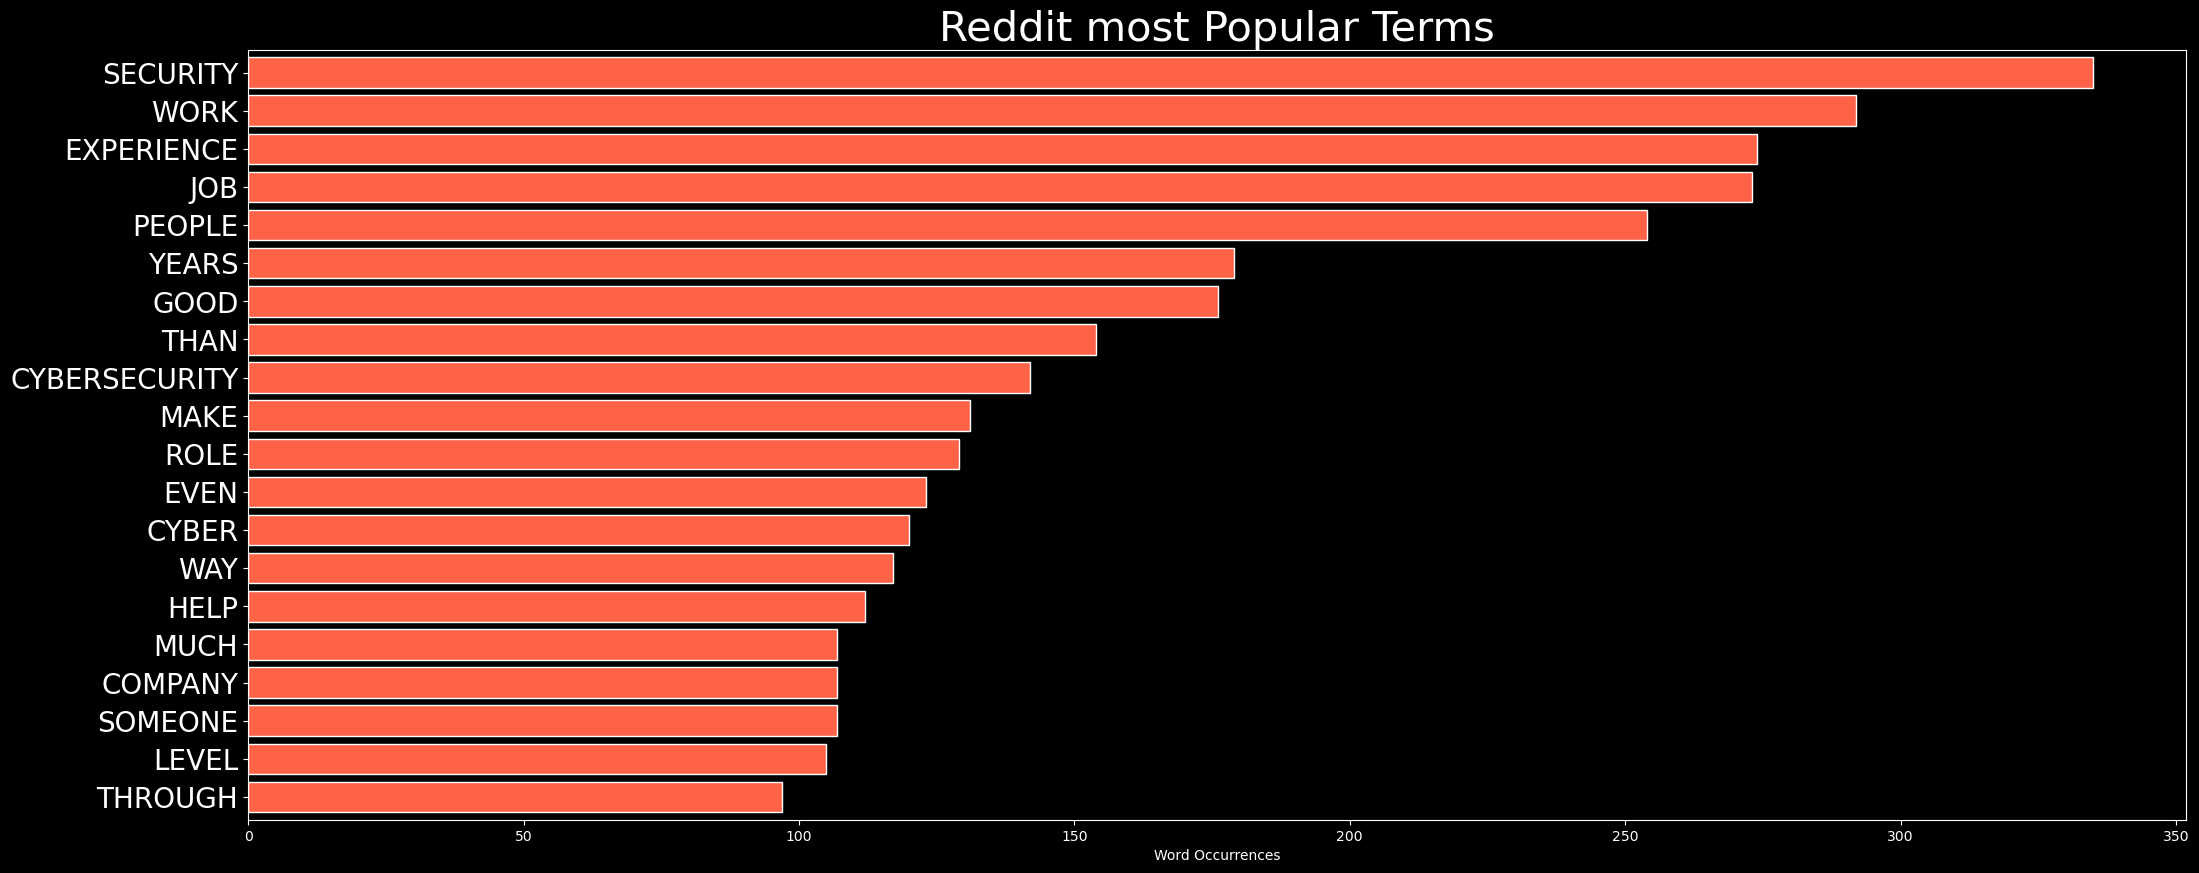 Reddit most Popular Terms
SECURITY
WORK
EXPERIENCE
JOB
PEOPLE
YEARS
GOOD
THAN
CYBERSECURITY
MAKE
ROLE
EVEN
CYBER
WAY
HELP
MUCH
COMPANY
SOMEONE
LEVEL
THROUGH
0 50 100 150 200 250 300 350
Word Occurrences